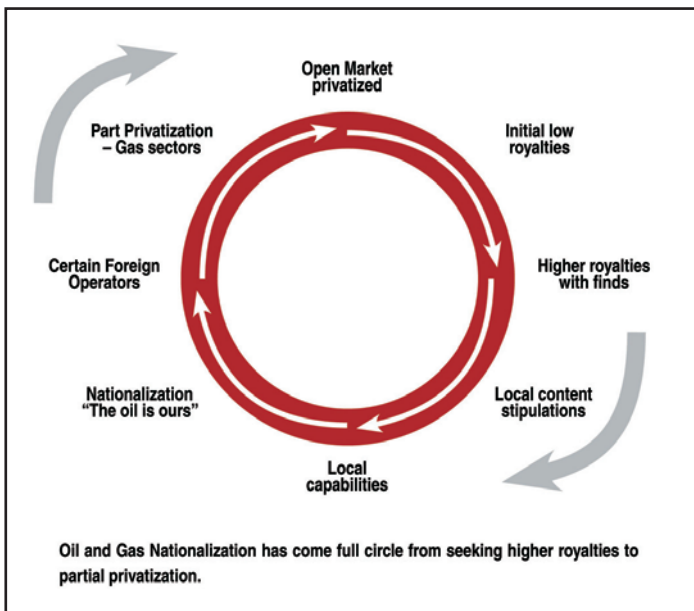 Open Market
privatized
Initial low
royalties
Higher royalties
with finds
Local content
stipulations
Local
capabilities
Nationalization
“The oil is ours”
Certain Foreign
Operators
Part Privatization
– Gas sectors
Oil and Gas Nationalization has come full circle from seeking higher royalties to
partial privatization.